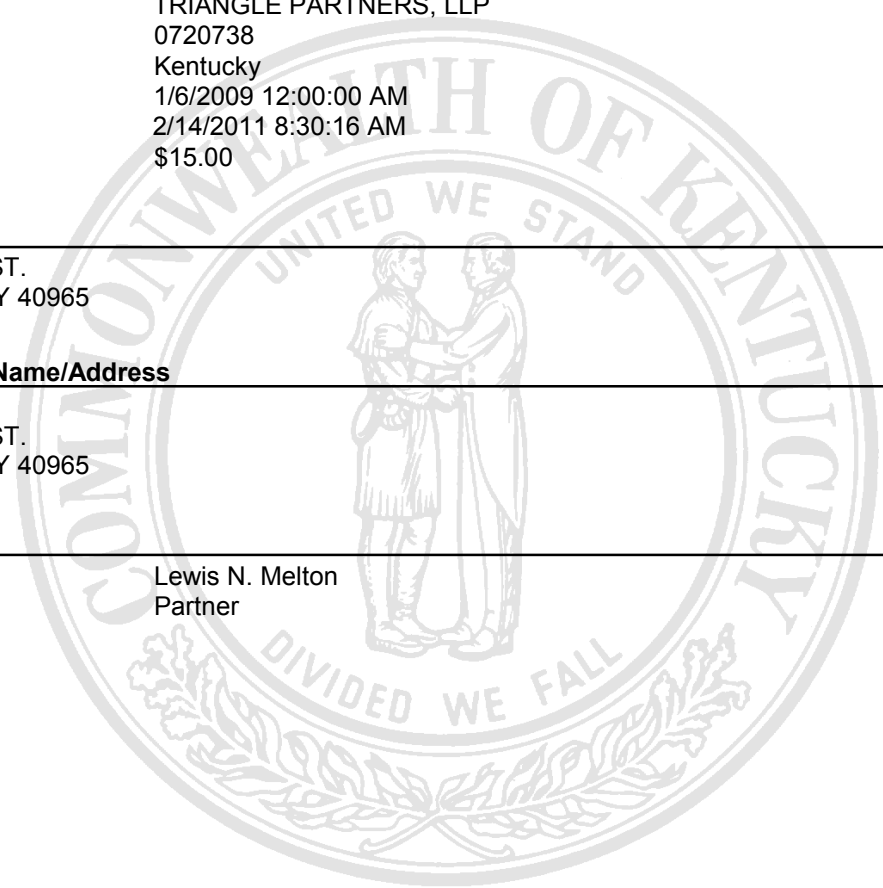 TRIANGLE PARTNERS, LLP
0720738
Kentucky
1/6/2009 12:00:00 AM
2/14/2011 8:30:16 AM
$15.00
COMMONWEALTH OF KENTUCKY
UNITED WE STAND
ST.
Y 40965
Name/Address
ST.
Y 40965
Lewis N. Melton
Partner
DIVIDED WE FALL